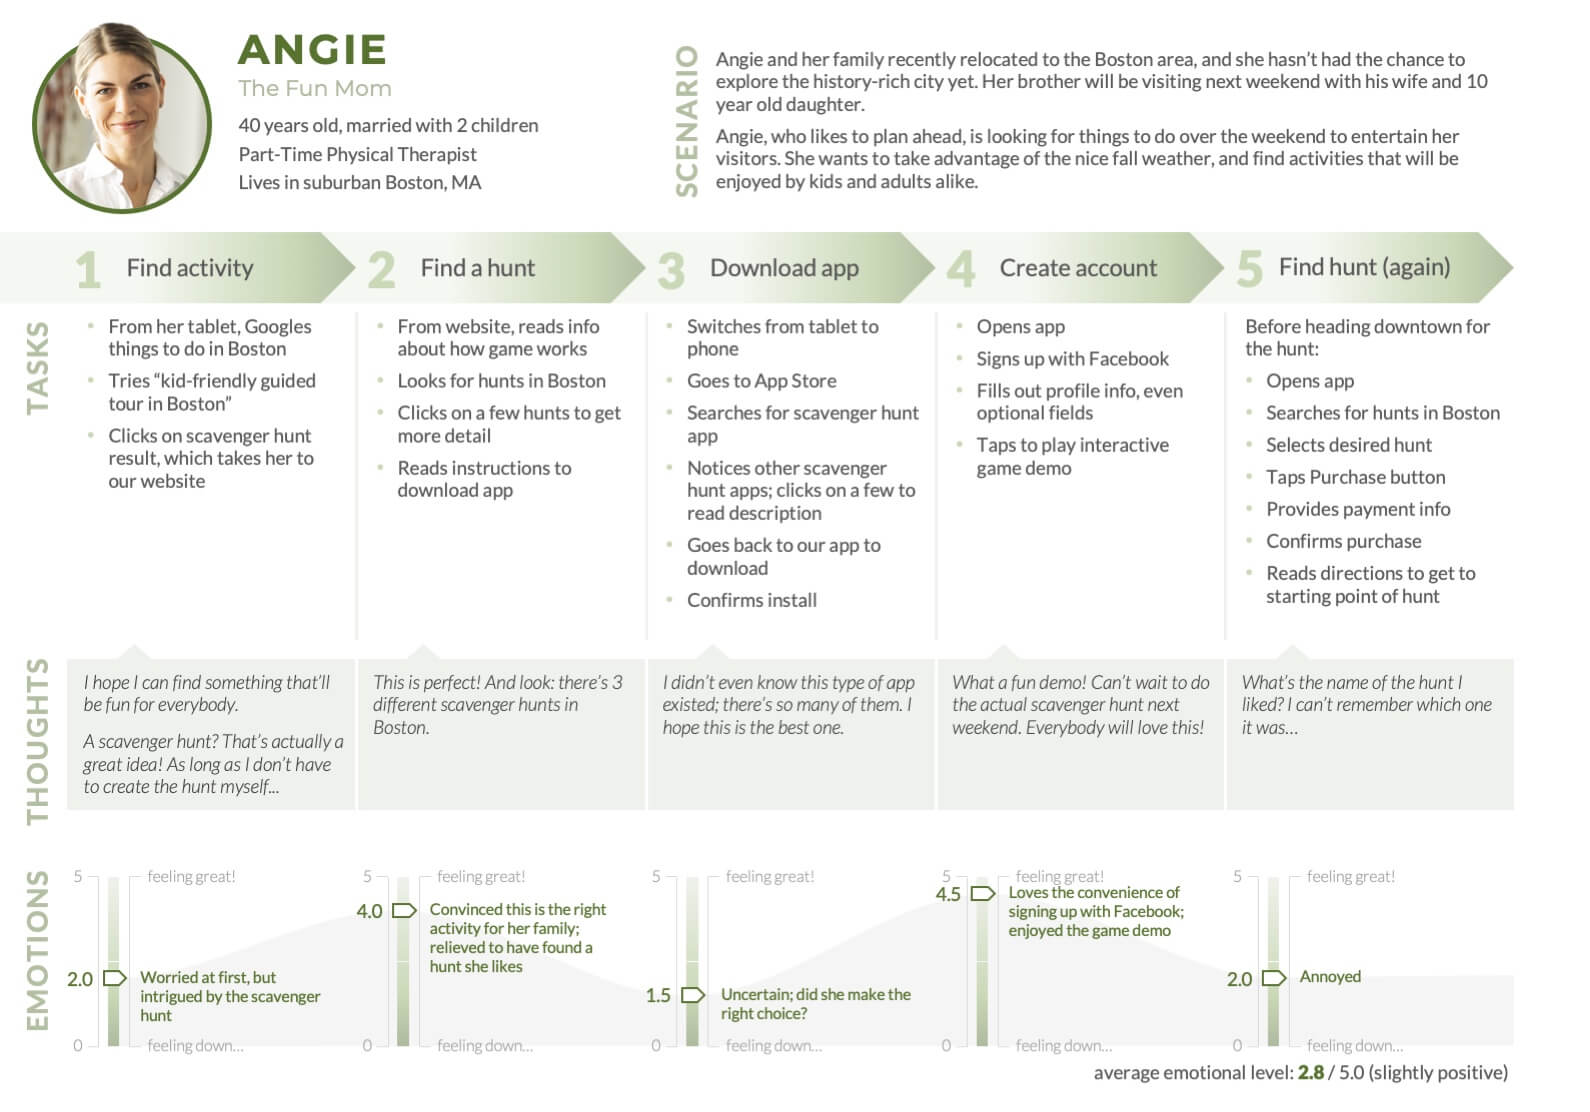 ANGIE
The Fun Mom
40 years old, married with 2 children
Part-Time Physical Therapist
Lives in suburban Boston, MA
SCENARIO
Angie and her family recently relocated to the Boston area, and she hasn't had the chance to
explore the history-rich city yet. Her brother will be visiting next weekend with his wife and 10
year old daughter.
Angie, who likes to plan ahead, is looking for things to do over the weekend to entertain her
visitors. She wants to take advantage of the nice fall weather, and find activities that will be
enjoyed by kids and adults alike.
1 Find activity
2 Find a hunt
3 Download app
4 Create account
5 Find hunt (again)
TASKS
• From her tablet, Googles
things to do in Boston
• Tries “kid-friendly guided
tour in Boston”
• Clicks on scavenger hunt
result, which takes her to
our website
• From website, reads info
about how game works
• Looks for hunts in Boston
• Clicks on a few hunts to get
more detail
• Reads instructions to
download app
• Switches from tablet to
phone
• Goes to App Store
• Searches for scavenger hunt
app
• Notices other scavenger
hunt apps; clicks on a few to
read description
• Goes back to our app to
download
• Confirms install
• Opens app
• Signs up with Facebook
• Fills out profile info, even
optional fields
• Taps to play interactive
game demo
Before heading downtown for
the hunt:
• Opens app
• Searches for hunts in Boston
• Selects desired hunt
• Taps Purchase button
• Provides payment info
• Confirms purchase
• Reads directions to get to
starting point of hunt
THOUGHTS
I hope I can find something that'll
be fun for everybody.
A scavenger hunt? That's actually a
great idea! As long as I don't have
to create the hunt myself...
This is perfect! And look: there's 3
different scavenger hunts in
Boston.
I didn't even know this type of app
existed; there's so many of them. I
hope this is the best one.
What a fun demo! Can't wait to do
the actual scavenger hunt next
weekend. Everybody will love this!
What's the name of the hunt I
liked? I can't remember which one
it was...
EMOTIONS
5 feeling great!
2.0 Worried at first, but
intrigued by the scavenger
hunt
0 feeling down...
5 feeling great!
4.0 Convinced this is the right
activity for her family;
relieved to have found a
hunt she likes
0 feeling down...
5 feeling great!
1.5 Uncertain; did she make the
right choice?
0 feeling down...
5 feeling great!
4.5 Loves the convenience of
signing up with Facebook;
enjoyed the game demo
0 feeling down...
5 feeling great!
2.0 Annoyed
0 feeling down...
average emotional level: 2.8 / 5.0 (slightly positive)